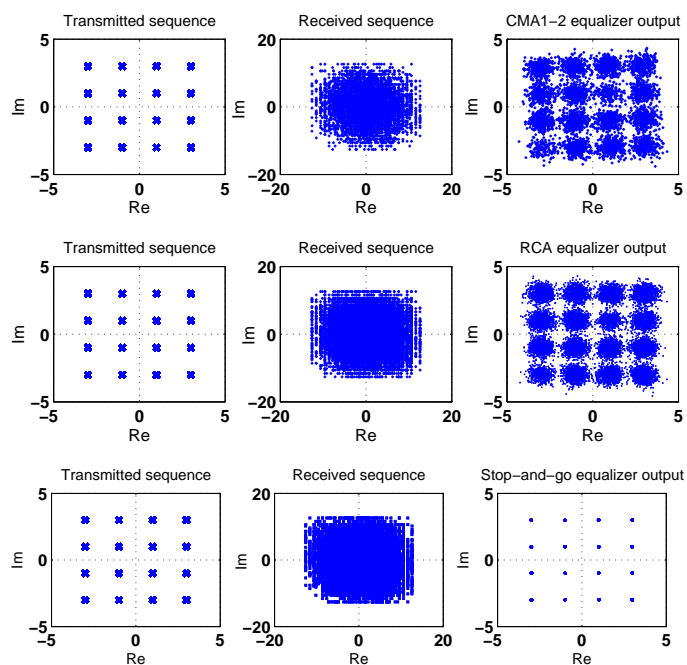 Transmitted sequence
Received sequence
CMA1−2 equalizer output
5
0
−5
Im
−5
0
5
Re
20
0
−20
Im
−20
0
20
Re
5
0
−5
Im
−5
0
5
Re
Transmitted sequence
Received sequence
RCA equalizer output
5
0
−5
Im
−5
0
5
Re
20
0
−20
Im
−20
0
20
Re
5
0
−5
Im
−5
0
5
Re
Transmitted sequence
Received sequence
Stop−and−go equalizer output
5
0
−5
Im
−5
0
5
Re
20
0
−20
Im
−20
0
20
Re
5
0
−5
Im
−5
0
5
Re